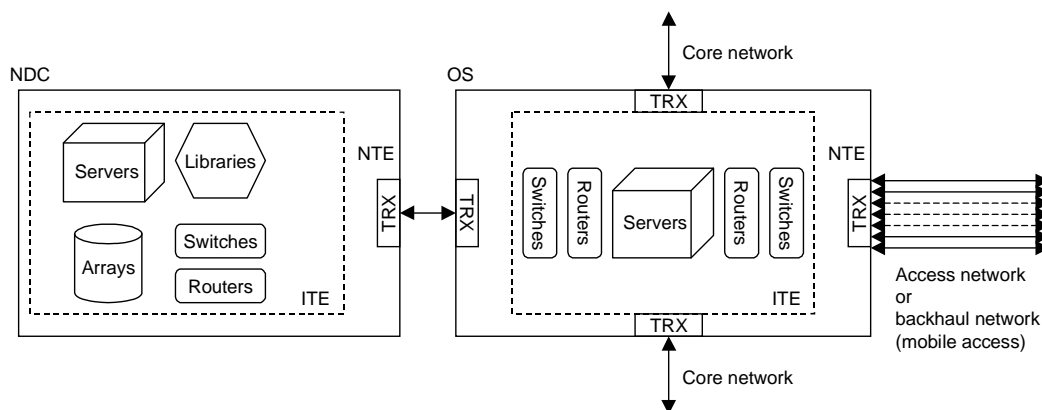 Core network
NDC
OS
TRX
NTE
Servers
Libraries
Arrays
Switches
Routers
ITE
TRX
TRX
Switches
Routers
Servers
Routers
Switches
ITE
NTE
TRX
TRX
Core network
Access network
or
backhaul network
(mobile access)